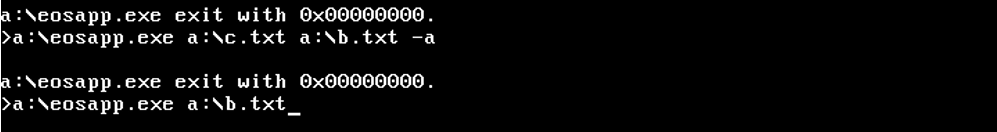 a:\eosapp.exe exit with 0x00000000.
>a:\eosapp.exe a:\c.txt a:\b.txt -a
a:\eosapp.exe exit with 0x00000000.
>a:\eosapp.exe a:\b.txt_